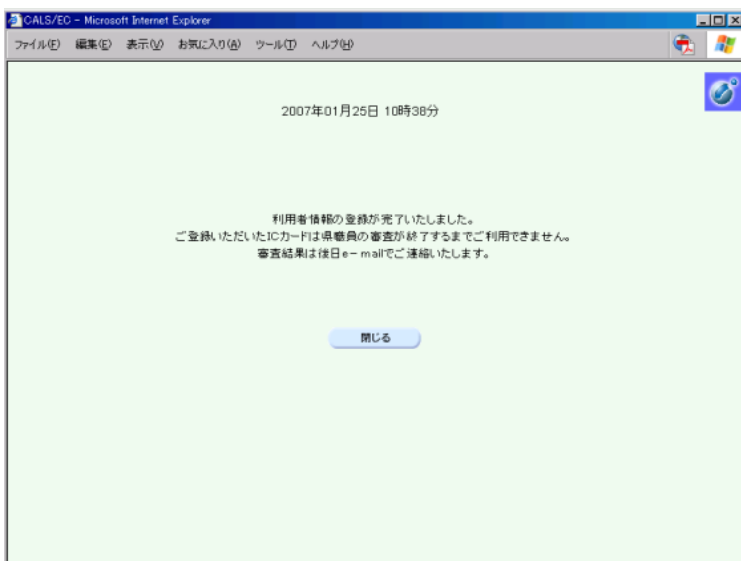 CALS/EC - Microsoft Internet Explorer
ファイル(F) 編集(E) 表示(V) お気に入り(A) ツール(T) ヘルプ(H)
2007年01月25日 10時38分
利用者情報の登録が完了いたしました。
ご登録いただいたICカードは県職員の審査が終了するまでご利用できません。
審査結果は後日e－mailでご連絡いたします。
閉じる